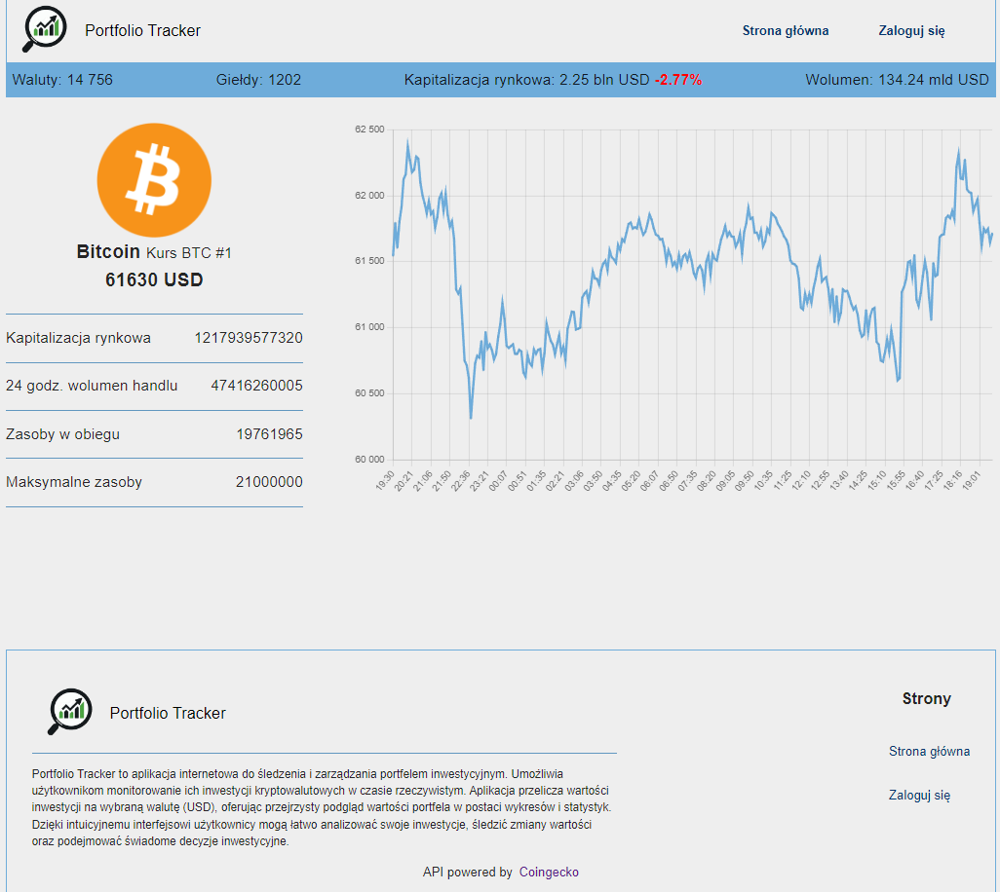 Portfolio Tracker
Strona główna
Zaloguj się
Waluty: 14 756
Giełdy: 1202
Kapitalizacja rynkowa: 2.25 bln USD -2.77%
Wolumen: 134.24 mld USD
Bitcoin Kurs BTC #1
61630 USD
Kapitalizacja rynkowa 1217939577320
24 godz. wolumen handlu 47416260005
Zasoby w obiegu 19761965
Maksymalne zasoby 21000000
62 500
62 000
61 500
61 000
60 500
60 000
19:30 20:21 21:06 21:50 22:36 23:21 00:07 00:51 01:35 02:21 03:06 03:50 04:35 05:20 06:07 06:50 07:35 08:20 09:05 09:50 10:35 11:25 12:10 12:55 13:40 14:25 15:10 15:55 16:40 17:25 18:16 19:01
Portfolio Tracker
Portfolio Tracker to aplikacja internetowa do śledzenia i zarządzania portfelem inwestycyjnym. Umożliwia
użytkownikom monitorowanie ich inwestycji kryptowalutowych w czasie rzeczywistym. Aplikacja przelicza wartości
inwestycji na wybraną walutę (USD), oferując przejrzysty podgląd wartości portfela w postaci wykresów i statystyk.
Dzięki intuicyjnemu interfejsowi użytkownicy mogą łatwo analizować swoje inwestycje, śledzić zmiany wartości
oraz podejmować świadome decyzje inwestycyjne.
Strony
Strona główna
Zaloguj się
API powered by Coingecko